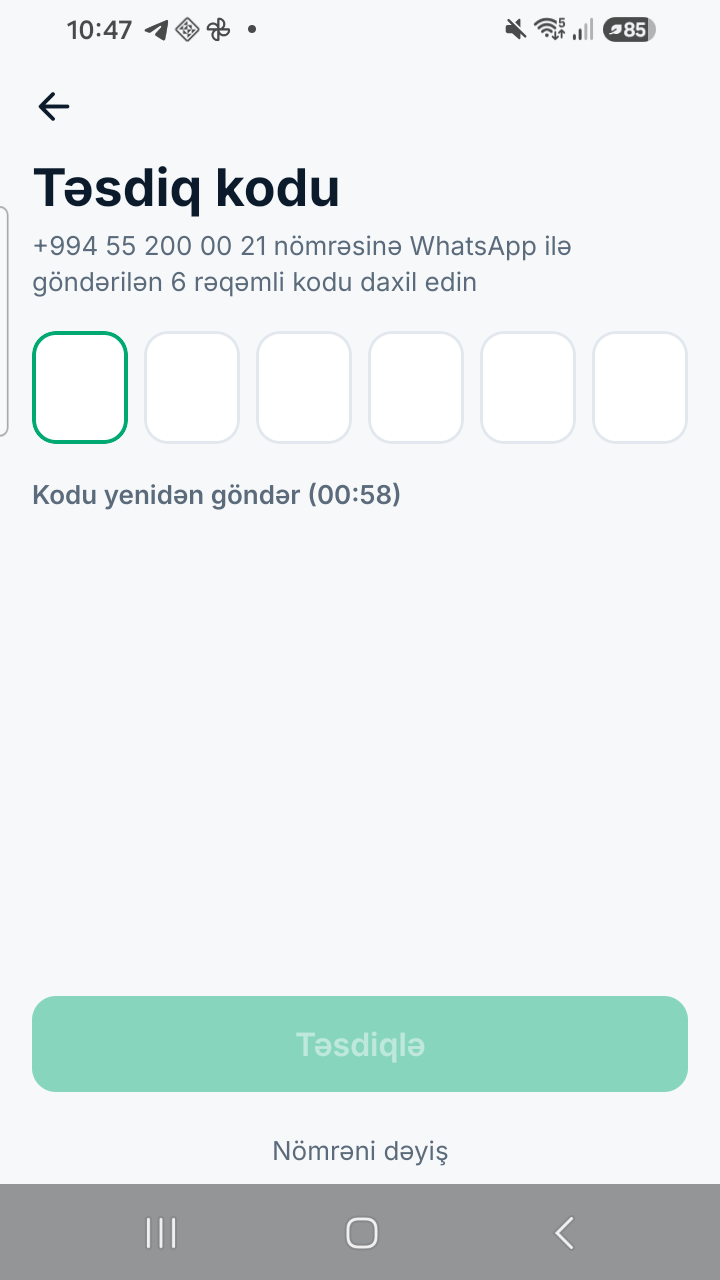 10:47
5
85
Təsdiq kodu
+994 55 200 00 21 nömrəsinə WhatsApp ilə
göndərilən 6 rəqəmli kodu daxil edin
Kodu yenidən göndər (00:58)
Təsdiqlə
Nömrəni dəyiş